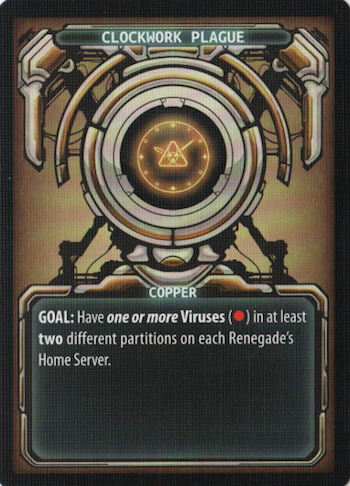 CLOCKWORK PLAGUE
COPPER
GOAL: Have one or more Viruses (●) in at least
two different partitions on each Renegade's
Home Server.